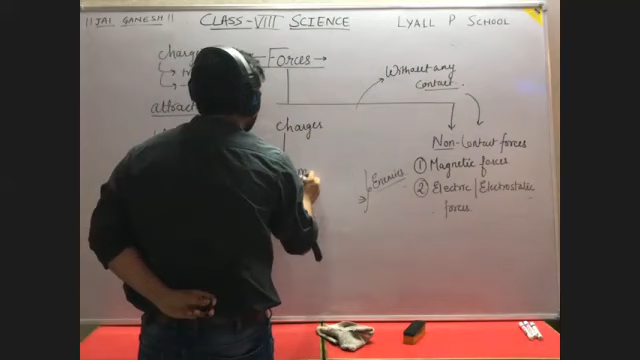 ||JAI GANESH||
CLASS-VIII SCIENCE
LYALL P SCHOOL
Charge
Forces →
Without any
Contact.
attract
Charges
Non-Contact forces
① Magnetic forces
② Electric | Electrostatic
forces